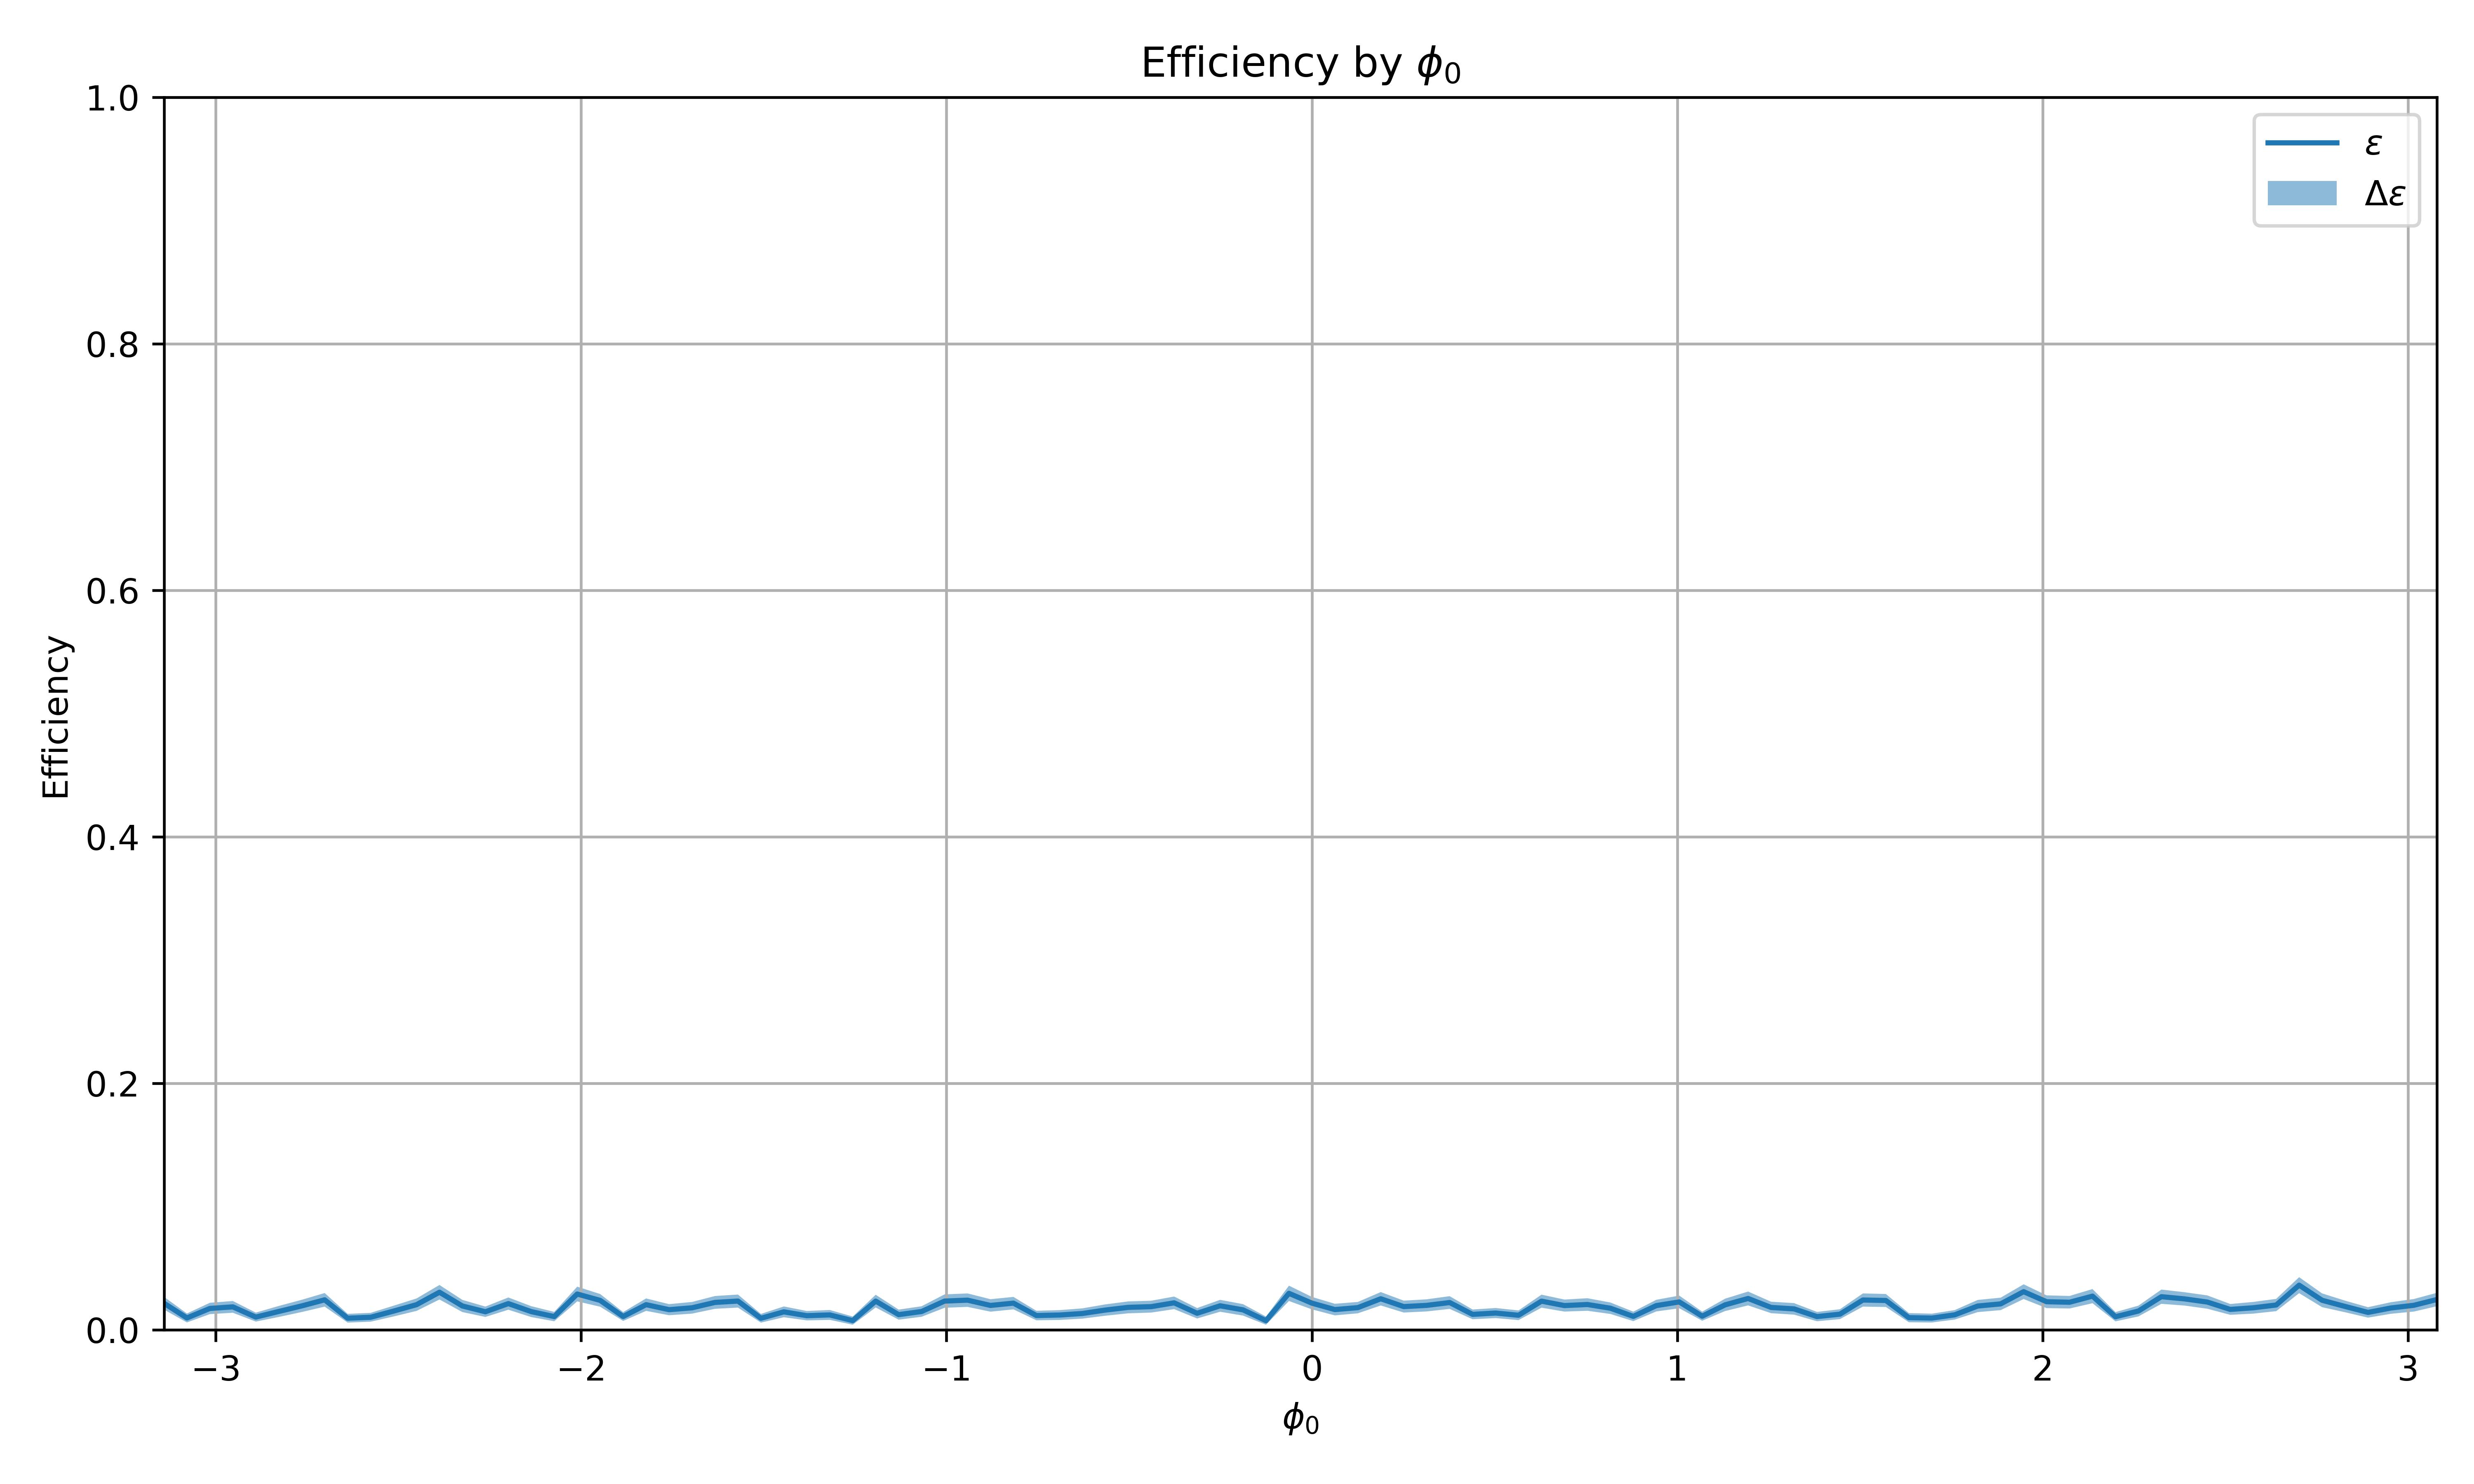 Efficiency by ϕ₀
1.0
0.8
0.6
0.4
0.2
0.0
Efficiency
ε
Δε
−3
−2
−1
0
1
2
3
ϕ₀